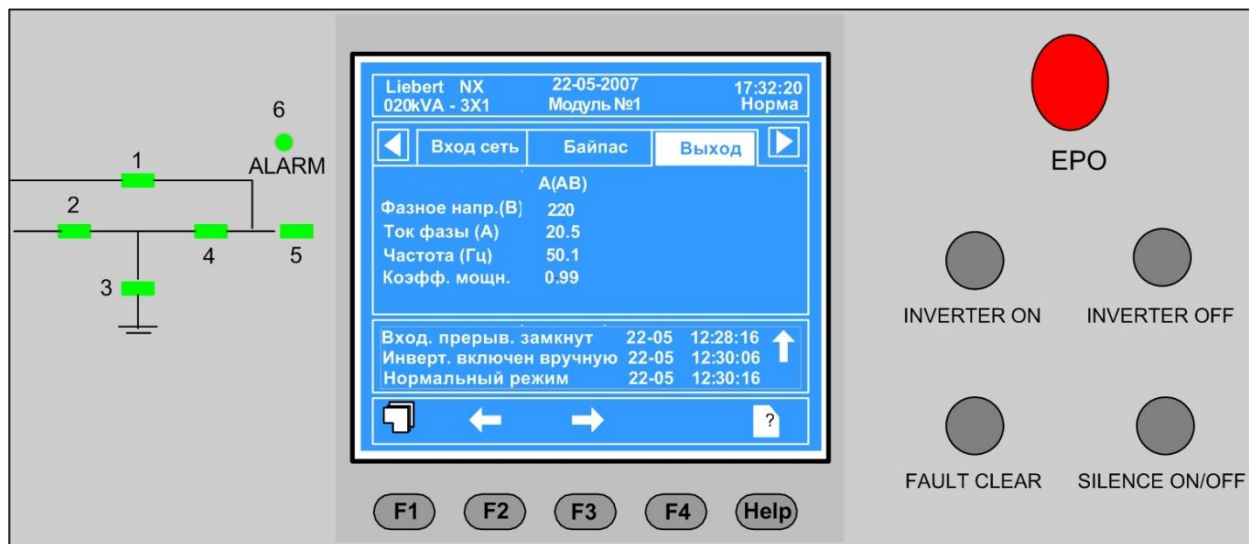 6
ALARM
1
2
3
4
5
Liebert NX 22-05-2007 17:32:20
020kVA - 3X1 Модуль №1 Норма
Вход сеть Байпас Выход
A(AB)
Фазное напр.(В) 220
Ток фазы (А) 20.5
Частота (Гц) 50.1
Коэфф. мощн. 0.99
Вход. прерыв. замкнут 22-05 12:28:16
Инверт. включен вручную 22-05 12:30:06
Нормальный режим 22-05 12:30:16
?
F1 F2 F3 F4 Help
EPO
INVERTER ON INVERTER OFF
FAULT CLEAR SILENCE ON/OFF